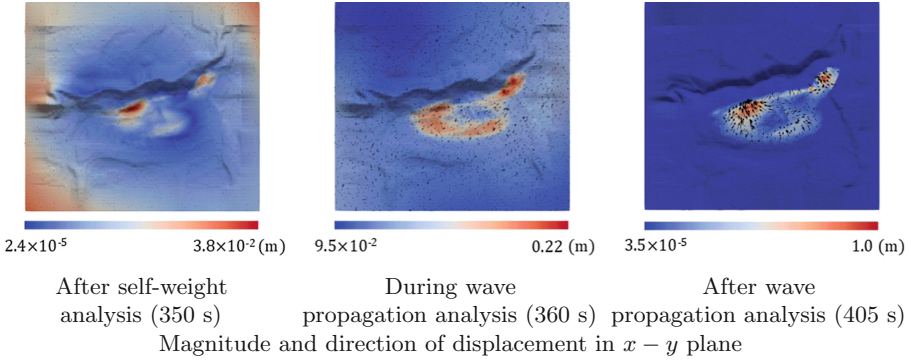 2.4×10⁻⁵ 3.8×10⁻² (m) 9.5×10⁻² 0.22 (m) 3.5×10⁻⁵ 1.0 (m)
After self-weight During wave After wave
analysis (350 s) propagation analysis (360 s) propagation analysis (405 s)
Magnitude and direction of displacement in x − y plane